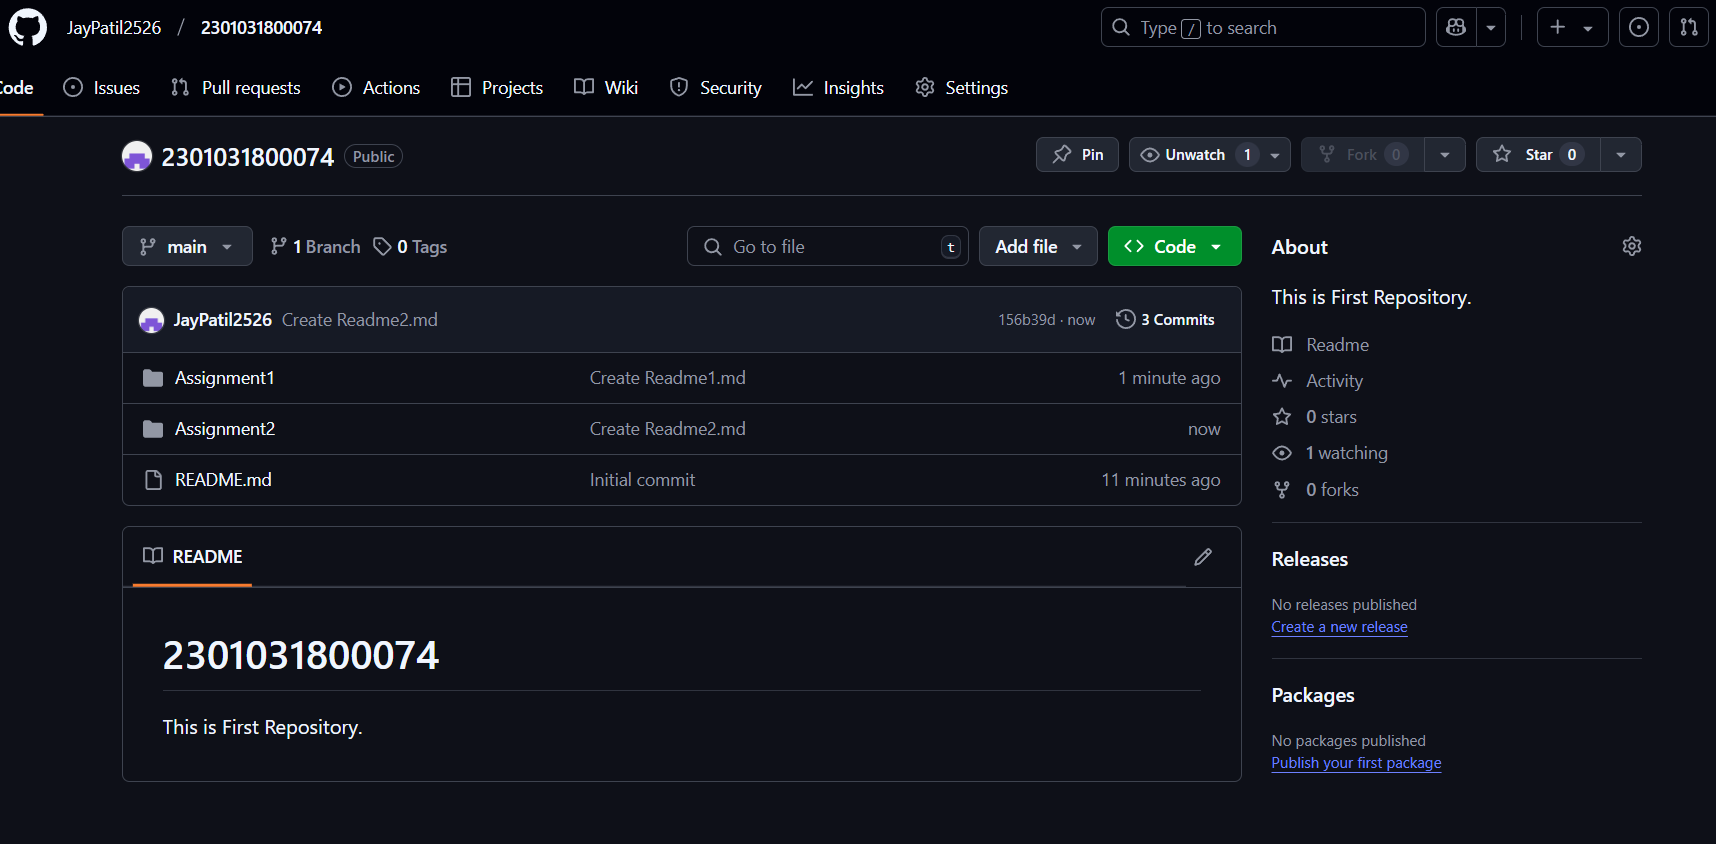 JayPatil2526 / 2301031800074
Type / to search
Code Issues Pull requests Actions Projects Wiki Security Insights Settings
2301031800074 Public
Pin Unwatch 1 Fork 0 Star 0
main 1 Branch 0 Tags
Go to file t Add file Code
JayPatil2526 Create Readme2.md 156b39d · now 3 Commits
Assignment1 Create Readme1.md 1 minute ago
Assignment2 Create Readme2.md now
README.md Initial commit 11 minutes ago
README
2301031800074
This is First Repository.
About
This is First Repository.
Readme
Activity
0 stars
1 watching
0 forks
Releases
No releases published
Create a new release
Packages
No packages published
Publish your first package